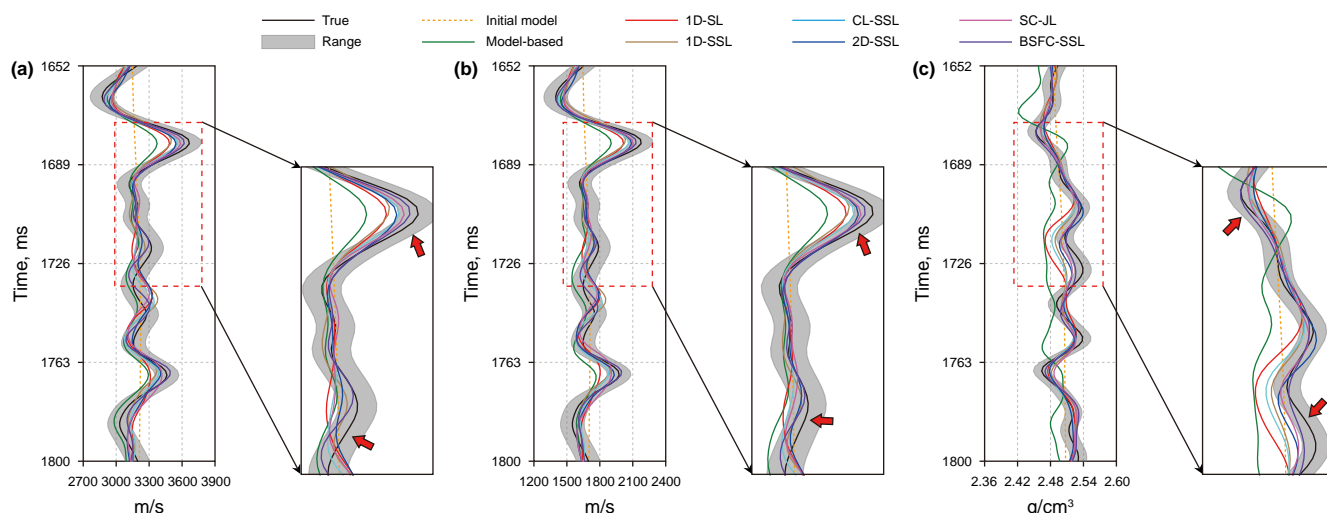 True Initial model 1D-SL CL-SSL SC-JL
Range Model-based 1D-SSL 2D-SSL BSFC-SSL
(a) (b) (c)
1652 1652 1652
1689 1689 1689
1726 1726 1726
1763 1763 1763
1800 1800 1800
Time, ms Time, ms Time, ms
2700 3000 3300 3600 3900 1200 1500 1800 2100 2400 2.36 2.42 2.48 2.54 2.60
m/s m/s g/cm³